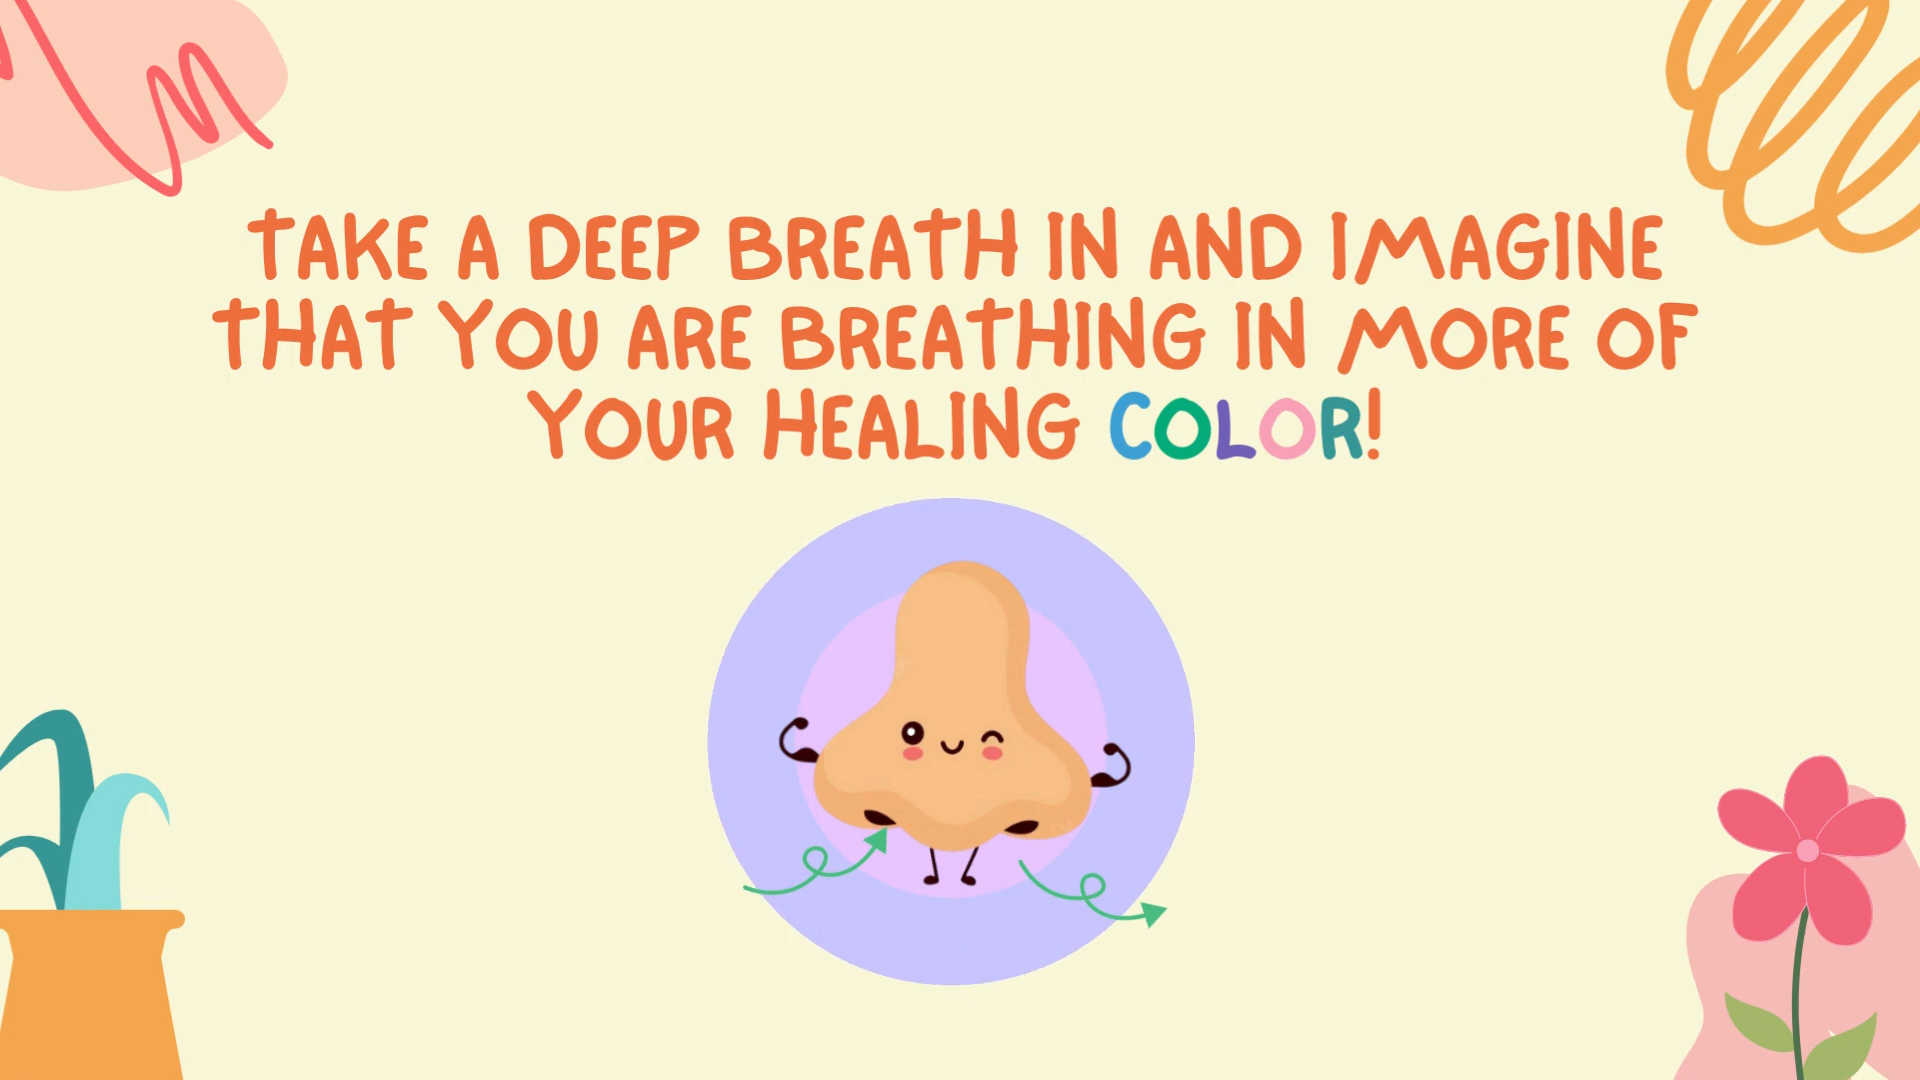 TAKE A DEEP BREATH IN AND IMAGINE
THAT YOU ARE BREATHING IN MORE OF
YOUR HEALING COLOR!